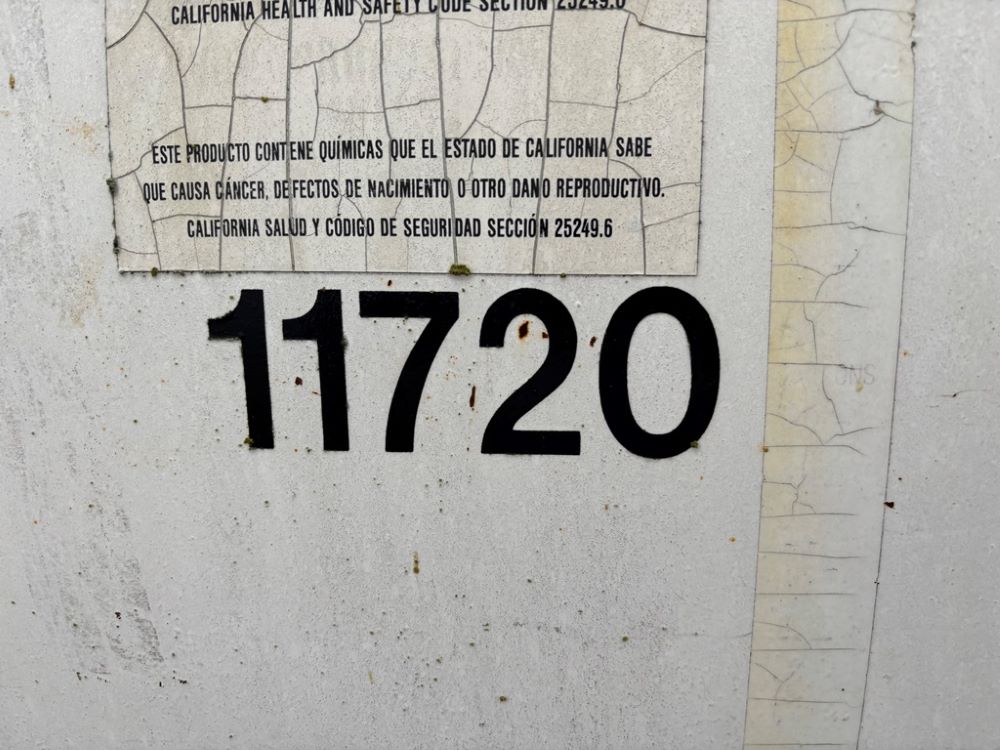 CALIFORNIA HEALTH AND SAFETY CODE SECTION 25249.6
ESTE PRODUCTO CONTIENE QUÍMICAS QUE EL ESTADO DE CALIFORNIA SABE
QUE CAUSA CÁNCER, DEFECTOS DE NACIMIENTO O OTRO DANO REPRODUCTIVO.
CALIFORNIA SALUD Y CÓDIGO DE SEGURIDAD SECCIÓN 25249.6
11720